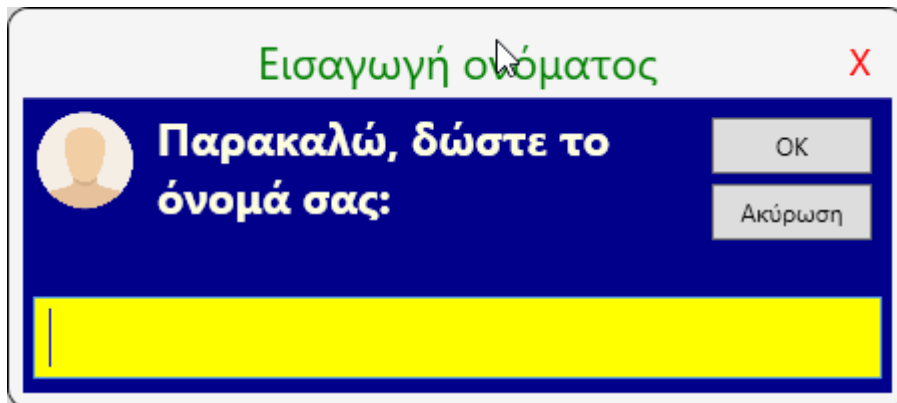 Εισαγωγή ονόματος
X
Παρακαλώ, δώστε το
όνομά σας:
OK
Ακύρωση